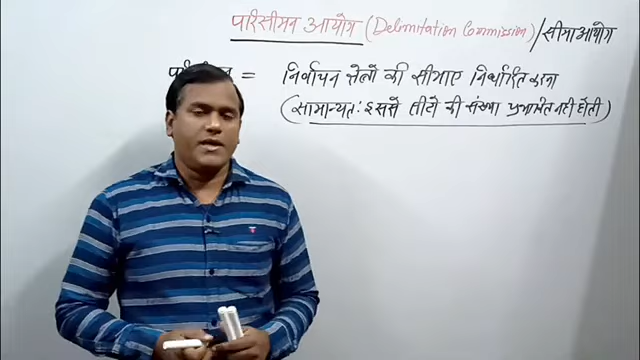 परिसीमन आयोग (Delimitation Commission) / सीमा आयोग
= निर्वाचन क्षेत्रों की सीमाए निर्धारित करना
(सामान्यत: इससे सीटों की संख्या प्रभावित नही होती)